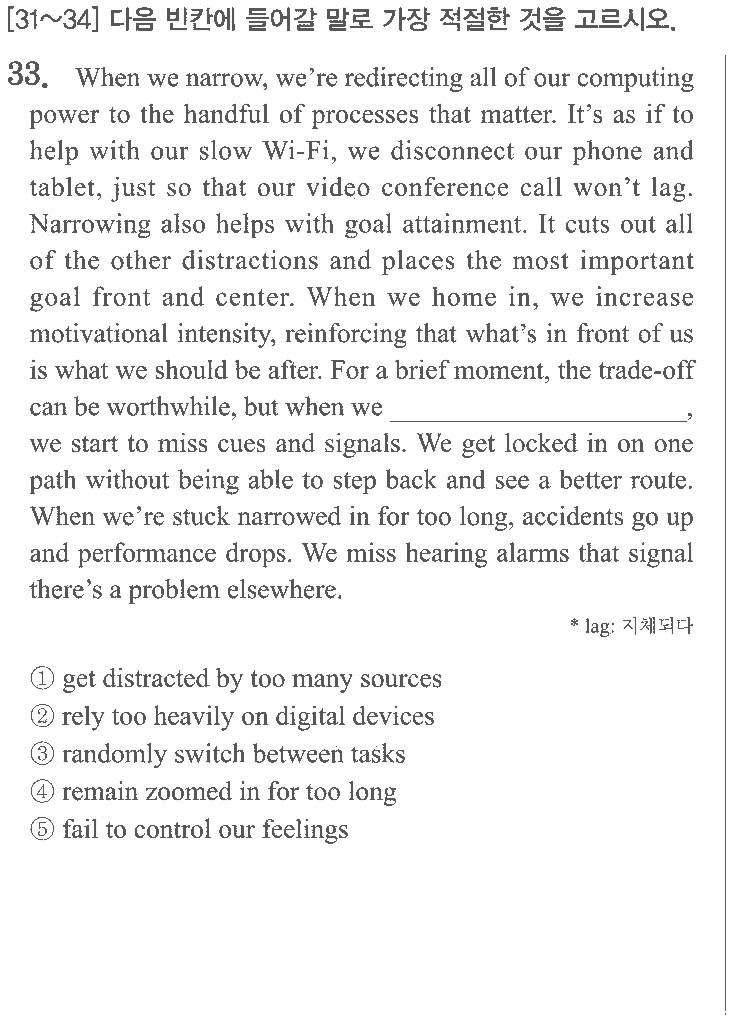 [31～34] 다음 빈칸에 들어갈 말로 가장 적절한 것을 고르시오.
33. When we narrow, we're redirecting all of our computing
power to the handful of processes that matter. It's as if to
help with our slow Wi-Fi, we disconnect our phone and
tablet, just so that our video conference call won't lag.
Narrowing also helps with goal attainment. It cuts out all
of the other distractions and places the most important
goal front and center. When we home in, we increase
motivational intensity, reinforcing that what's in front of us
is what we should be after. For a brief moment, the trade-off
can be worthwhile, but when we ____________________,
we start to miss cues and signals. We get locked in on one
path without being able to step back and see a better route.
When we're stuck narrowed in for too long, accidents go up
and performance drops. We miss hearing alarms that signal
there's a problem elsewhere.
* lag: 지체되다
① get distracted by too many sources
② rely too heavily on digital devices
③ randomly switch between tasks
④ remain zoomed in for too long
⑤ fail to control our feelings